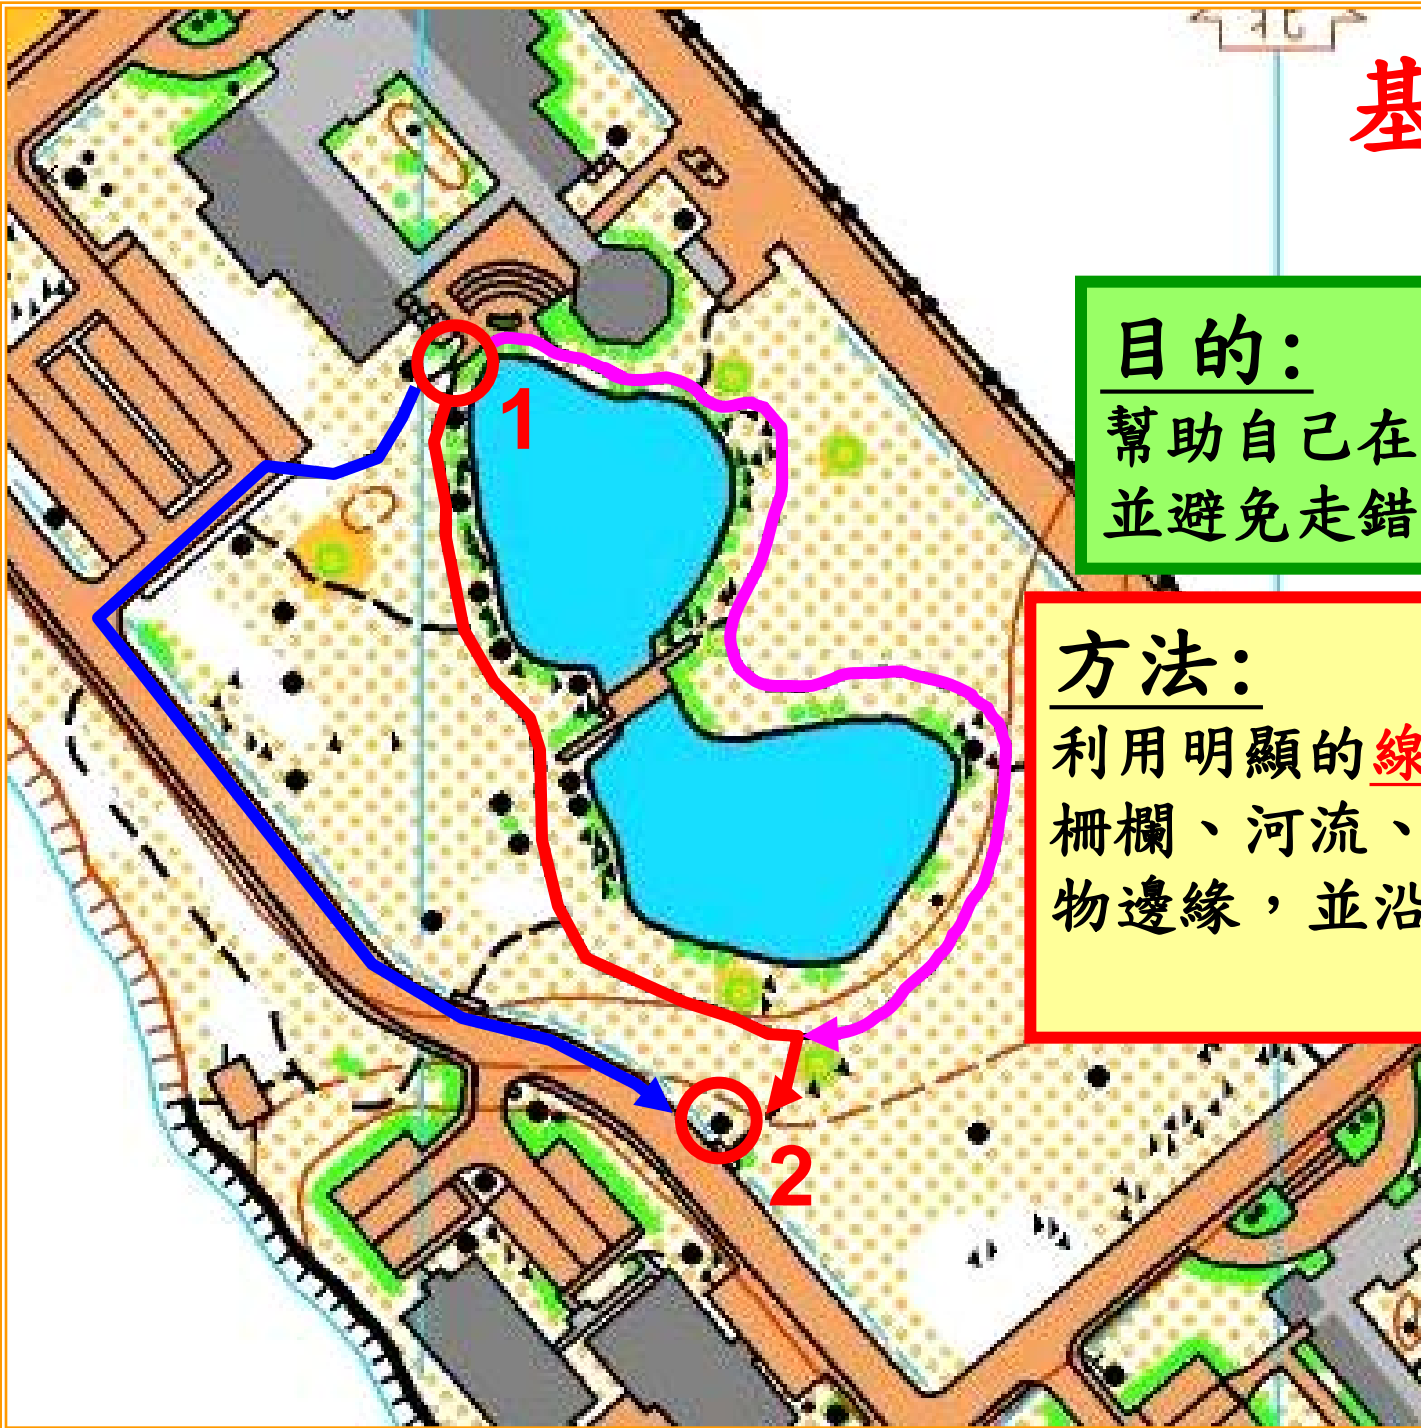 北
基
目的:
幫助自己在
並避免走錯
方法:
利用明顯的線
柵欄、河流、
物邊緣，並沿
1
2